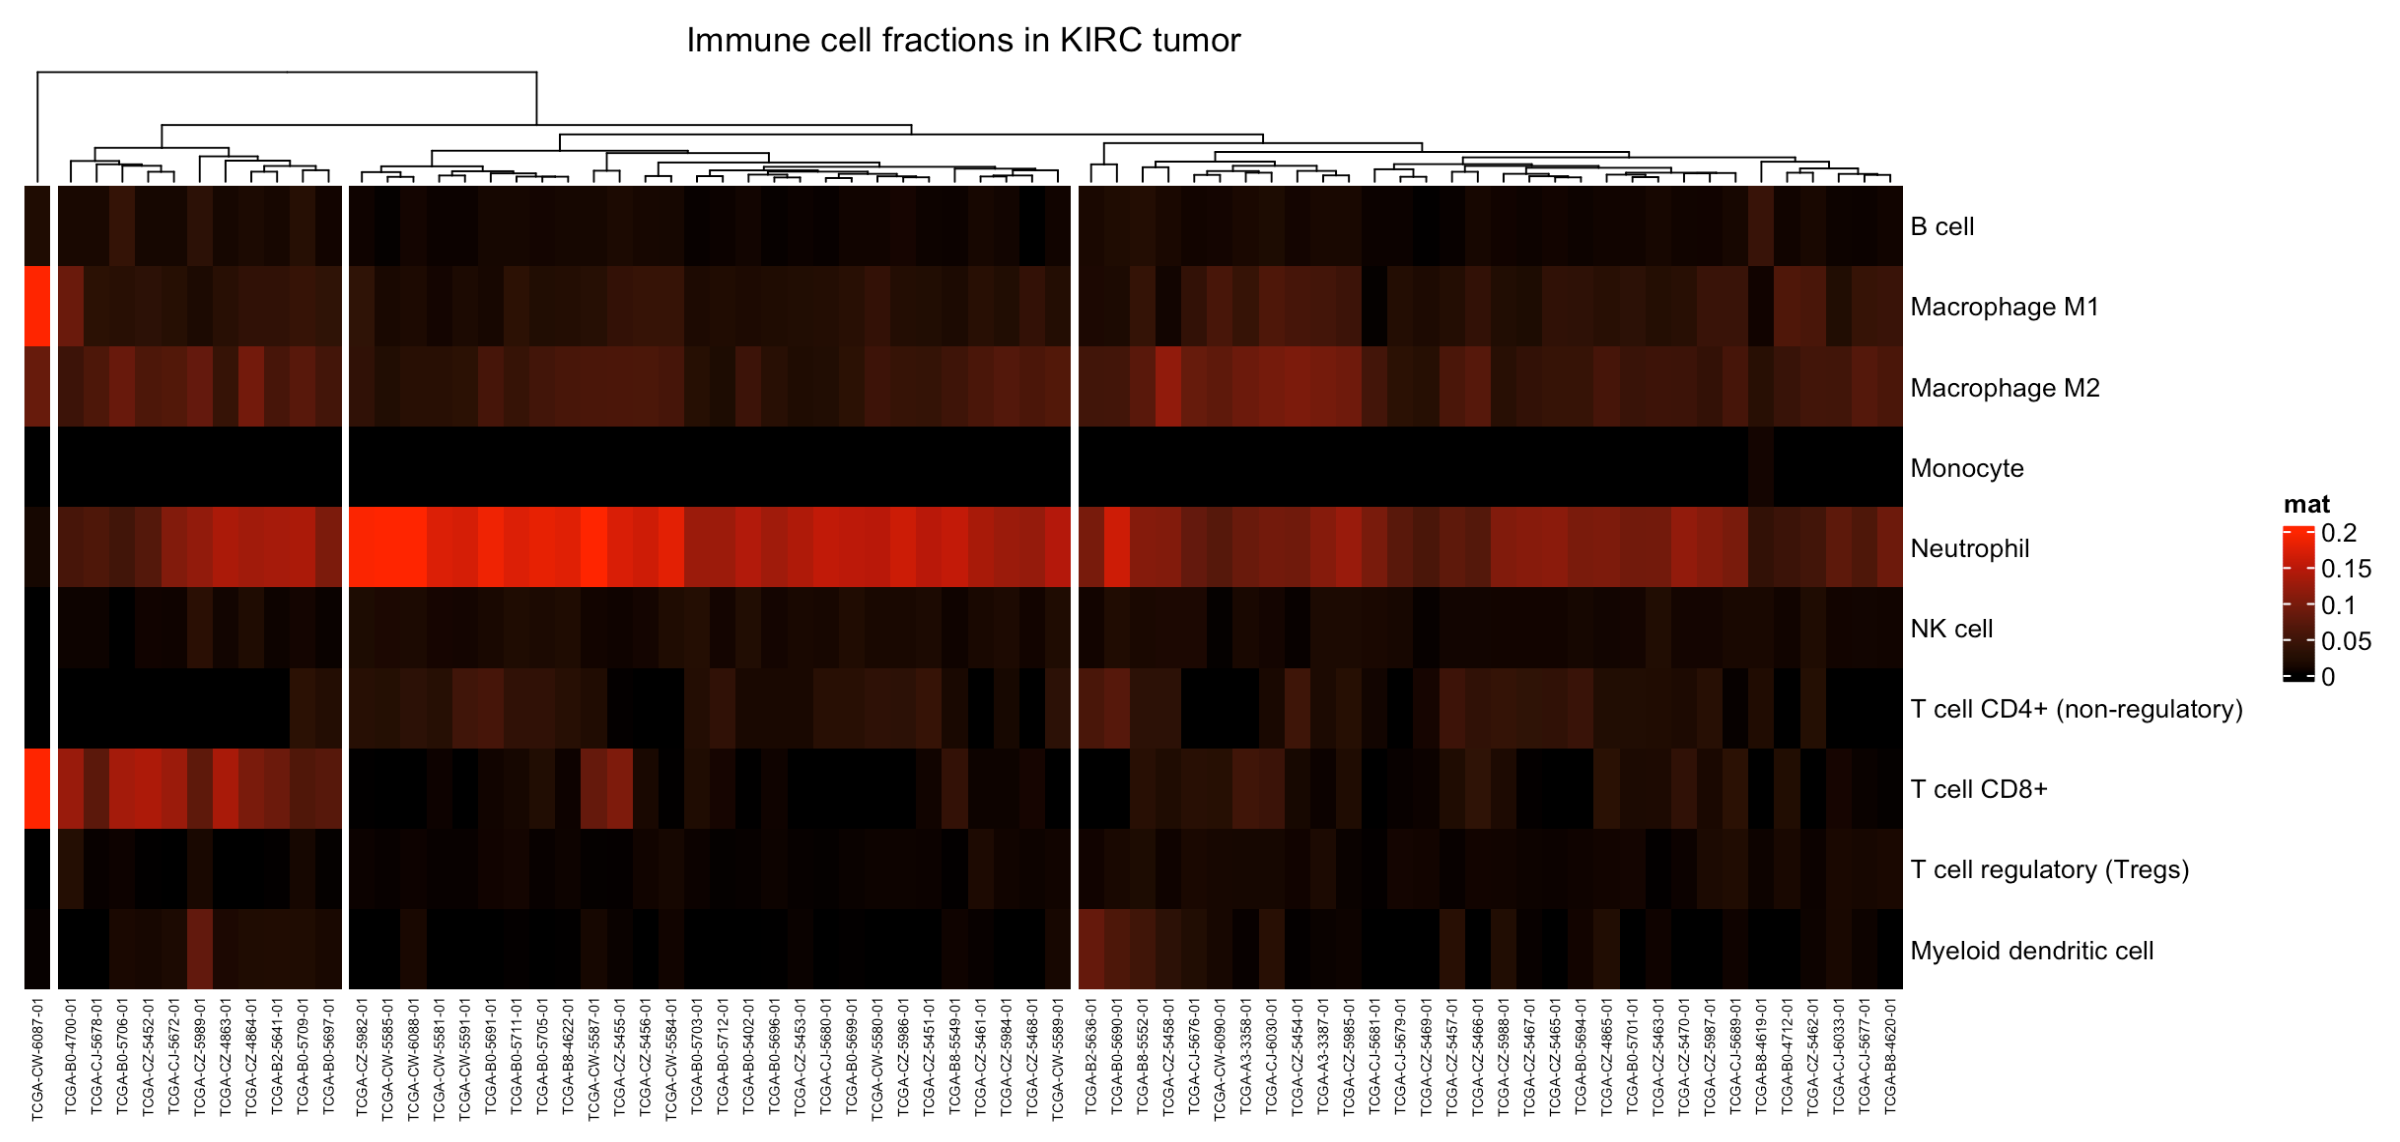 Immune cell fractions in KIRC tumor
B cell
Macrophage M1
Macrophage M2
Monocyte
Neutrophil
NK cell
T cell CD4+ (non-regulatory)
T cell CD8+
T cell regulatory (Tregs)
Myeloid dendritic cell
mat
0.2
0.15
0.1
0.05
0
TCGA-CW-6087-01
TCGA-B0-4700-01
TCGA-CJ-5678-01
TCGA-B0-5706-01
TCGA-CZ-5452-01
TCGA-CJ-5672-01
TCGA-CZ-5989-01
TCGA-CZ-4863-01
TCGA-CZ-4864-01
TCGA-B2-5641-01
TCGA-B0-5709-01
TCGA-B0-5697-01
TCGA-CZ-5982-01
TCGA-CW-5585-01
TCGA-CW-6088-01
TCGA-CW-5581-01
TCGA-CW-5591-01
TCGA-B0-5691-01
TCGA-B0-5711-01
TCGA-B0-5705-01
TCGA-B8-4622-01
TCGA-CW-5587-01
TCGA-CZ-5455-01
TCGA-CZ-5456-01
TCGA-CW-5584-01
TCGA-B0-5703-01
TCGA-B0-5712-01
TCGA-B0-5402-01
TCGA-B0-5696-01
TCGA-CZ-5453-01
TCGA-CJ-5680-01
TCGA-B0-5699-01
TCGA-CW-5580-01
TCGA-CZ-5986-01
TCGA-CZ-5451-01
TCGA-B8-5549-01
TCGA-CZ-5461-01
TCGA-CZ-5984-01
TCGA-CZ-5468-01
TCGA-CW-5589-01
TCGA-B2-5636-01
TCGA-B0-5690-01
TCGA-B8-5552-01
TCGA-CZ-5458-01
TCGA-CJ-5676-01
TCGA-CW-6090-01
TCGA-A3-3358-01
TCGA-CJ-6030-01
TCGA-CZ-5454-01
TCGA-A3-3387-01
TCGA-CZ-5985-01
TCGA-CJ-5681-01
TCGA-CJ-5679-01
TCGA-CZ-5469-01
TCGA-CZ-5457-01
TCGA-CZ-5466-01
TCGA-CZ-5988-01
TCGA-CZ-5467-01
TCGA-CZ-5465-01
TCGA-B0-5694-01
TCGA-CZ-4865-01
TCGA-B0-5701-01
TCGA-CZ-5463-01
TCGA-CZ-5470-01
TCGA-CZ-5987-01
TCGA-CJ-5689-01
TCGA-B8-4619-01
TCGA-B0-4712-01
TCGA-CZ-5462-01
TCGA-CJ-6033-01
TCGA-CJ-5677-01
TCGA-B8-4620-01